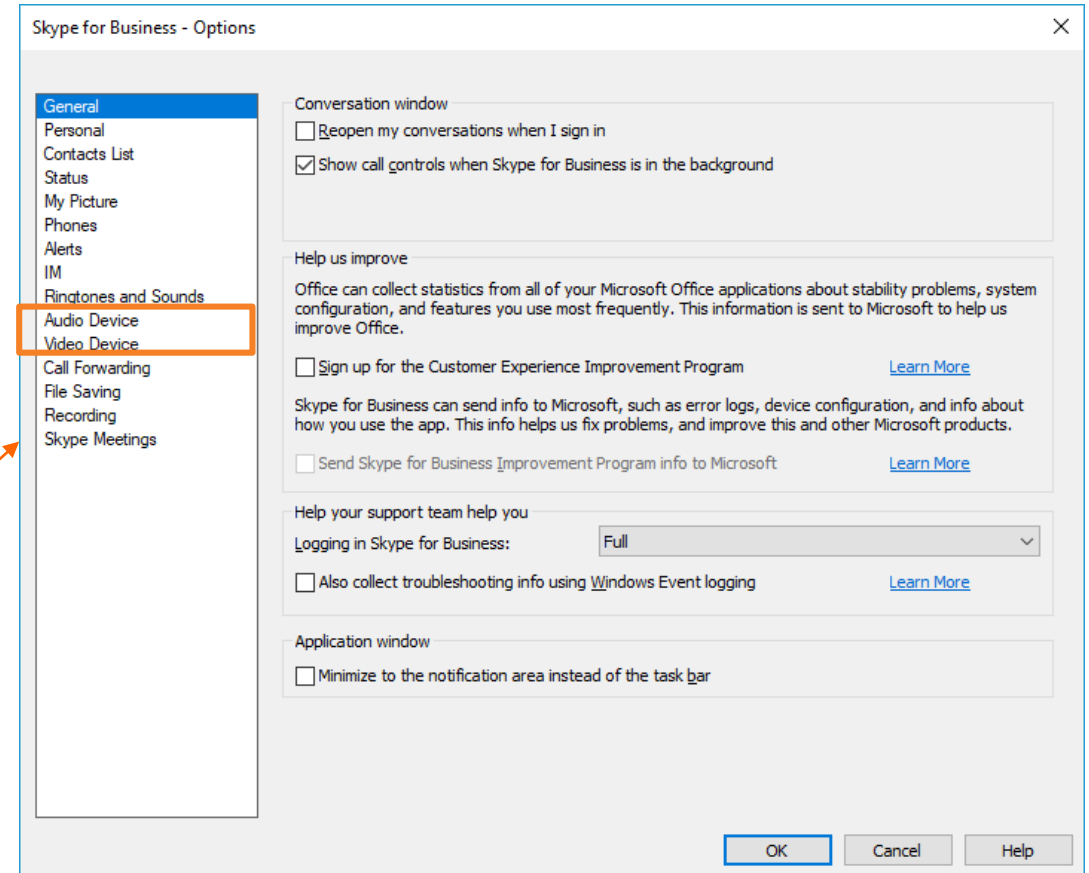 Skype for Business - Options
General
Personal
Contacts List
Status
My Picture
Phones
Alerts
IM
Ringtones and Sounds
Audio Device
Video Device
Call Forwarding
File Saving
Recording
Skype Meetings
Conversation window
Reopen my conversations when I sign in
Show call controls when Skype for Business is in the background
Help us improve
Office can collect statistics from all of your Microsoft Office applications about stability problems, system
configuration, and features you use most frequently. This information is sent to Microsoft to help us
improve Office.
Sign up for the Customer Experience Improvement Program Learn More
Skype for Business can send info to Microsoft, such as error logs, device configuration, and info about
how you use the app. This info helps us fix problems, and improve this and other Microsoft products.
Send Skype for Business Improvement Program info to Microsoft Learn More
Help your support team help you
Logging in Skype for Business: Full
Also collect troubleshooting info using Windows Event logging Learn More
Application window
Minimize to the notification area instead of the task bar
OK Cancel Help